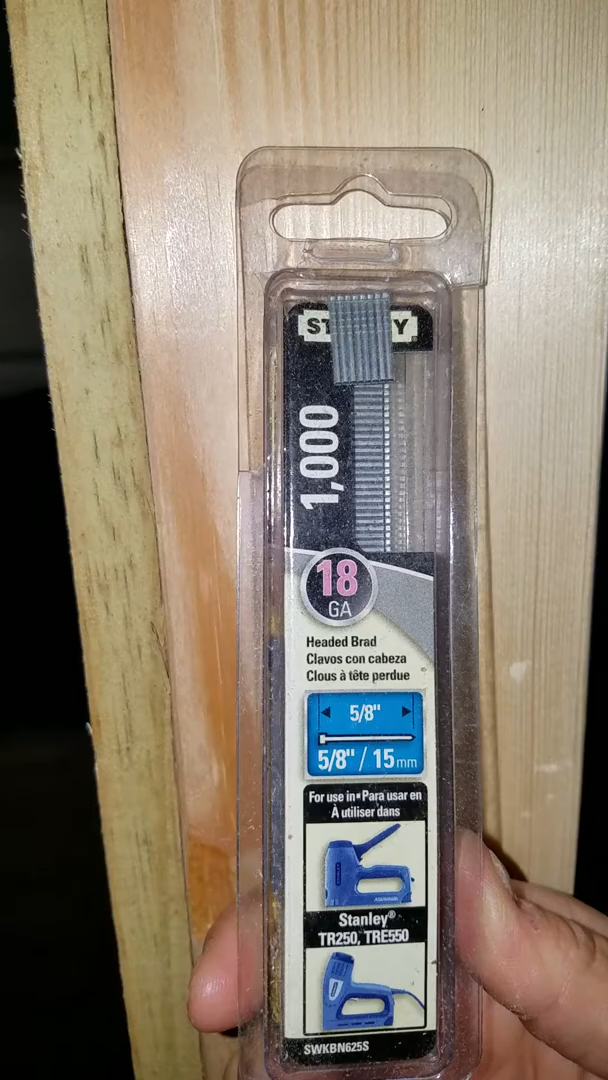 1,000
18
GA
Headed Brad
Clavos con cabeza
Clous à tête perdue
5/8"
5/8" / 15mm
For use in▪Para usar en
À utiliser dans
Stanley®
TR250, TRE550
SWKBN625S